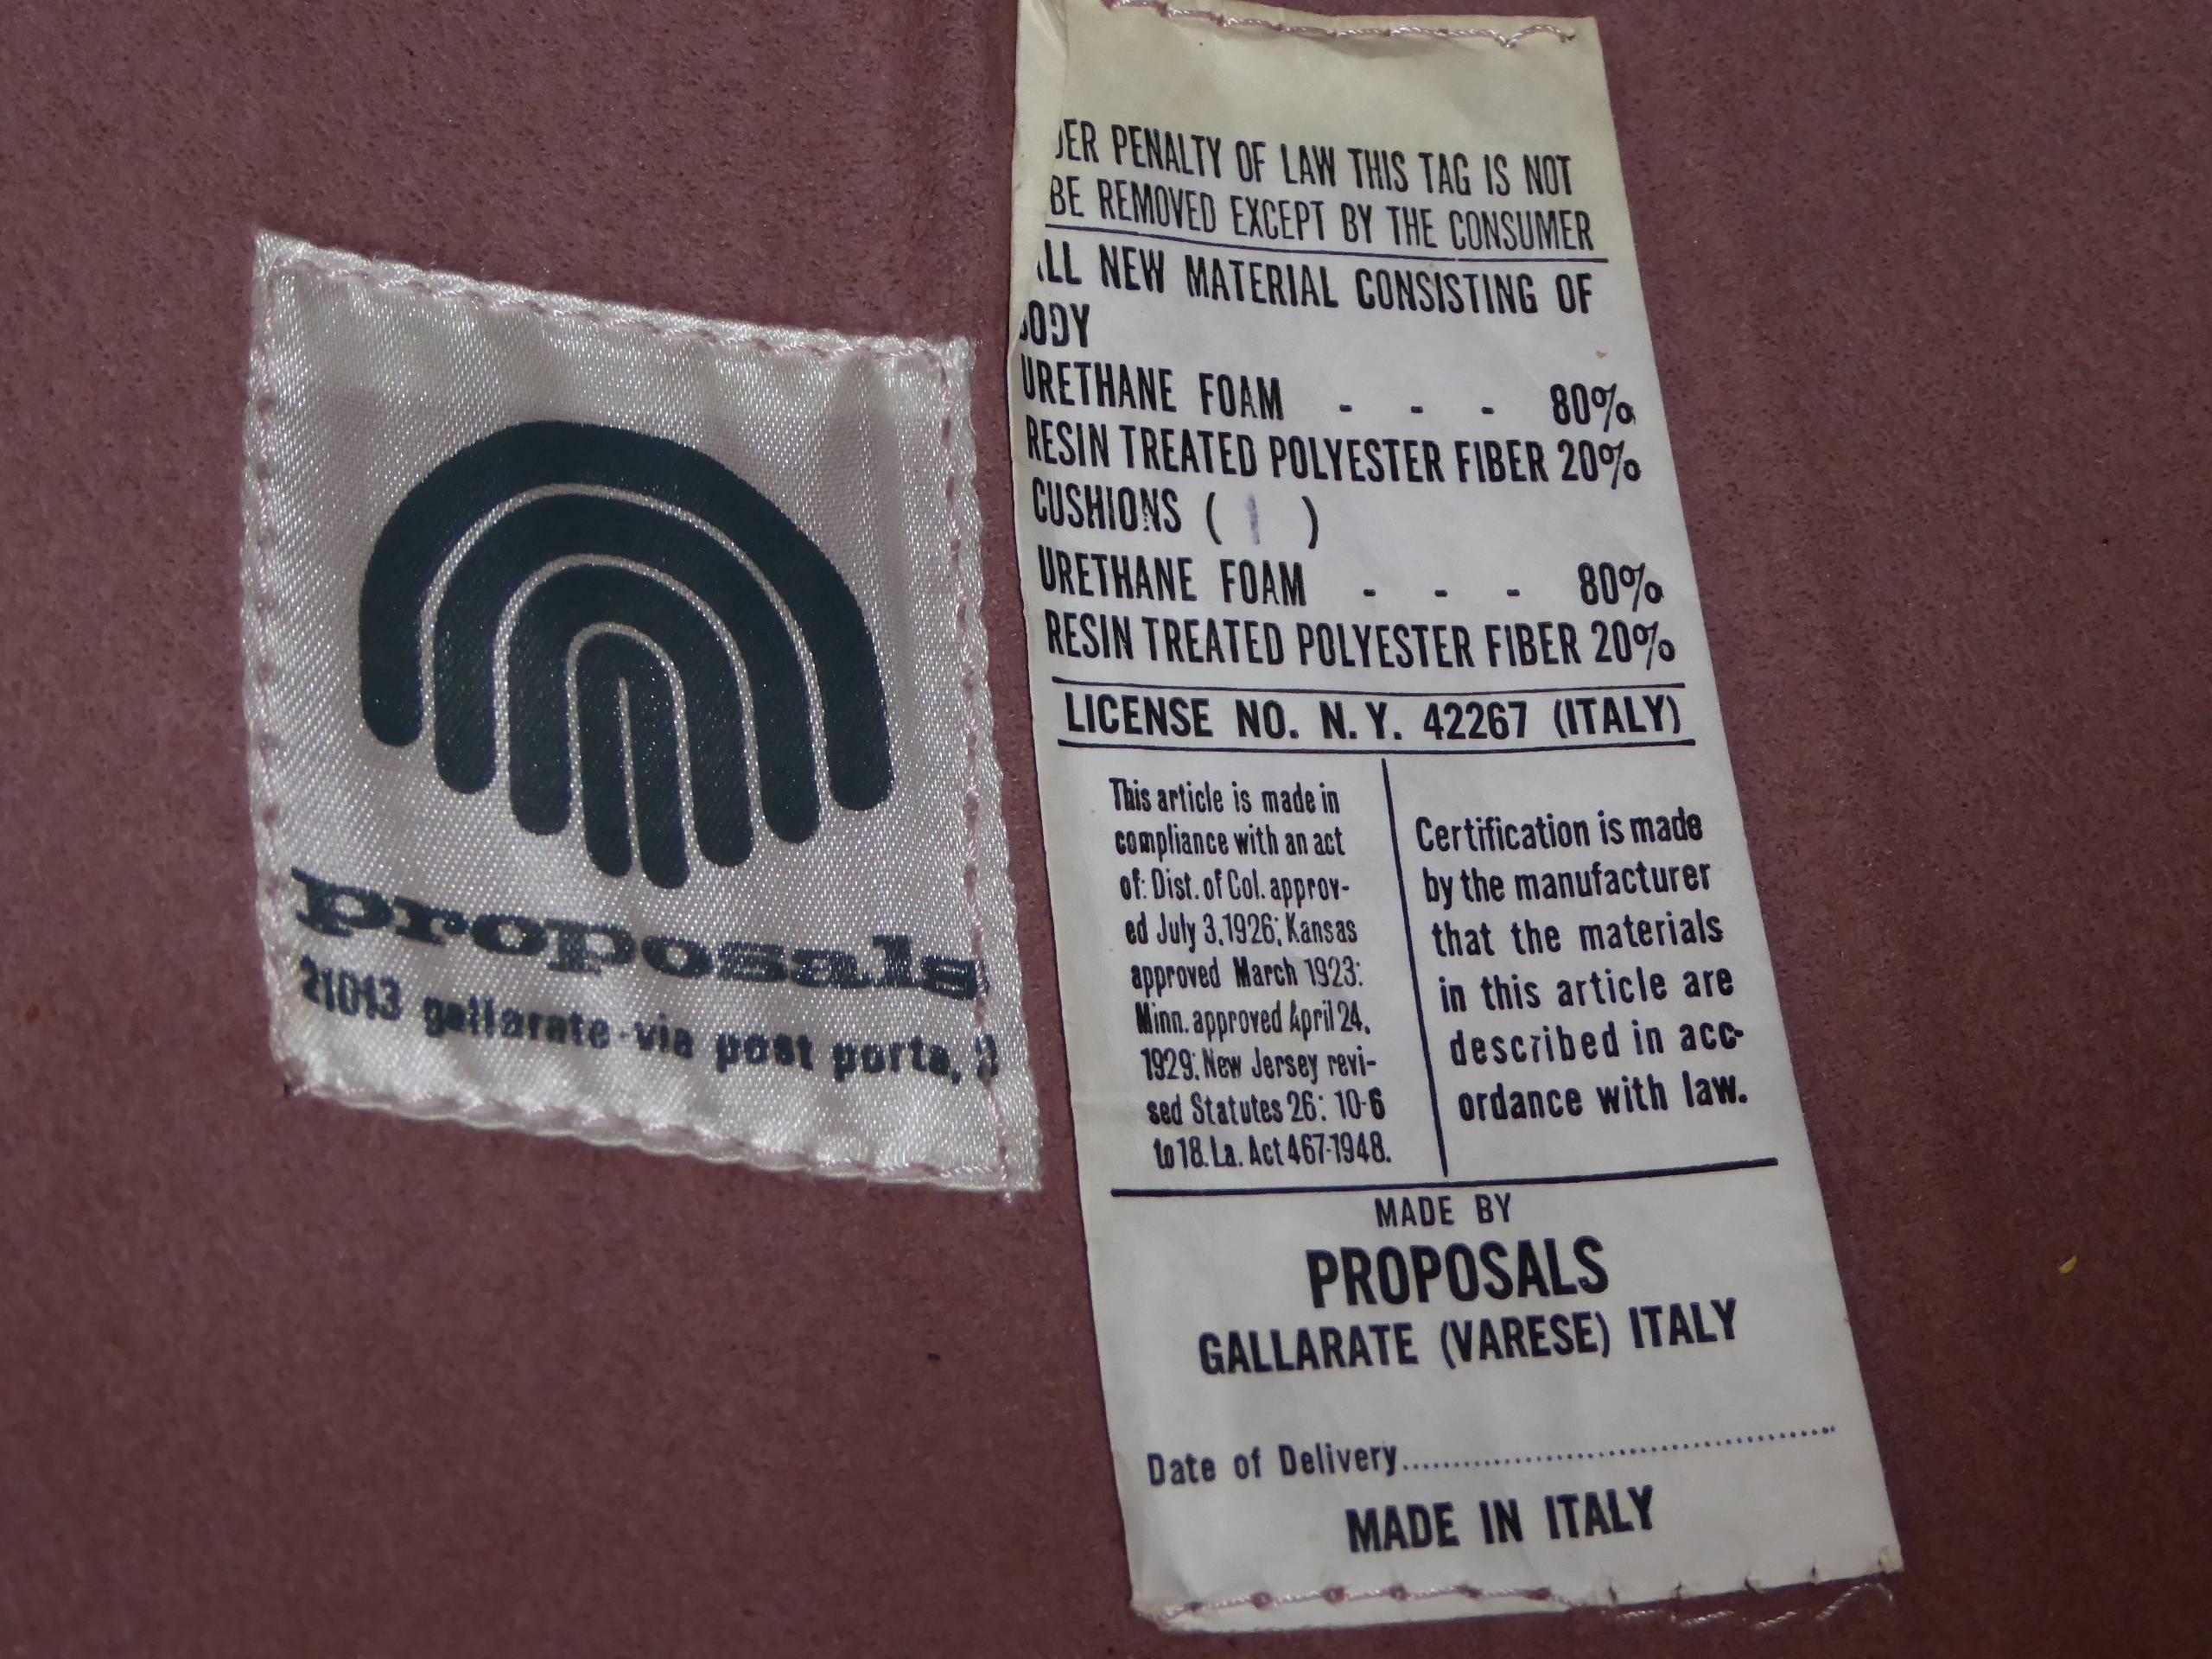 proposals
21013 gallarate-via post porta,
PENALTY OF LAW THIS TAG IS NOT
BE REMOVED EXCEPT BY THE CONSUMER
NEW MATERIAL CONSISTING OF
URETHANE FOAM - - - 80%
RESIN TREATED POLYESTER FIBER 20%
CUSHIONS ( 1 )
URETHANE FOAM - - - 80%
RESIN TREATED POLYESTER FIBER 20%
LICENSE NO. N.Y. 42267 (ITALY)
This article is made in
compliance with an act
of: Dist. of Col. approv-
ed July 3, 1926; Kansas
approved March 1923:
Minn. approved April 24,
1929; New Jersey revi-
sed Statutes 26: 10-6
to 18. La. Act 467-1948.
Certification is made
by the manufacturer
that the materials
in this article are
described in acc-
ordance with law.
MADE BY
PROPOSALS
GALLARATE (VARESE) ITALY
Date of Delivery..............................
MADE IN ITALY